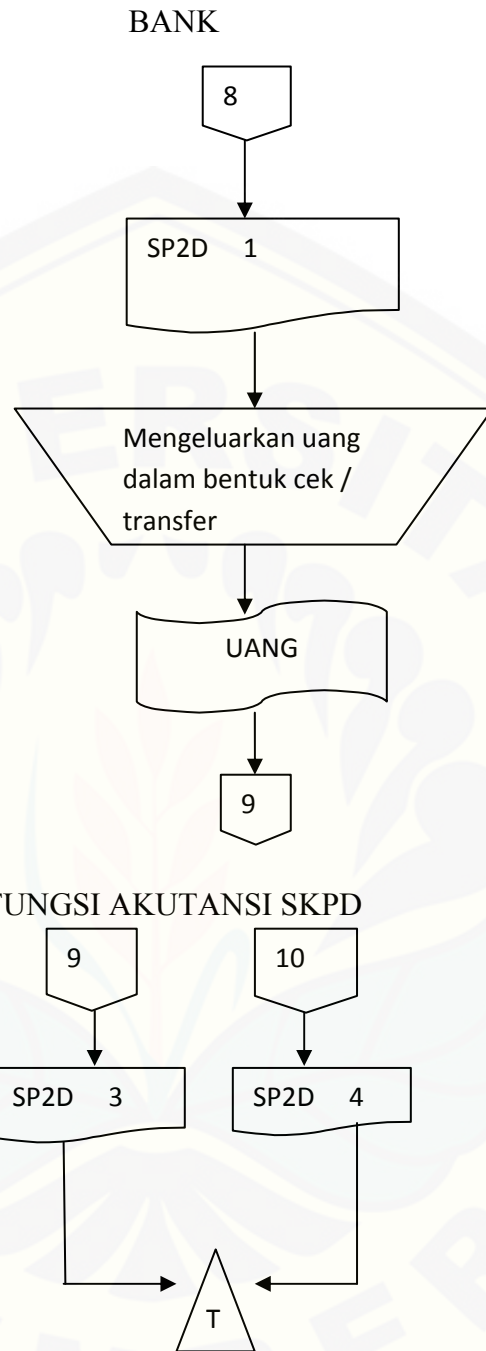 BANK
8
SP2D 1
Mengeluarkan uang
dalam bentuk cek /
transfer
UANG
9
FUNGSI AKUTANSI SKPD
9 10
SP2D 3 SP2D 4
T